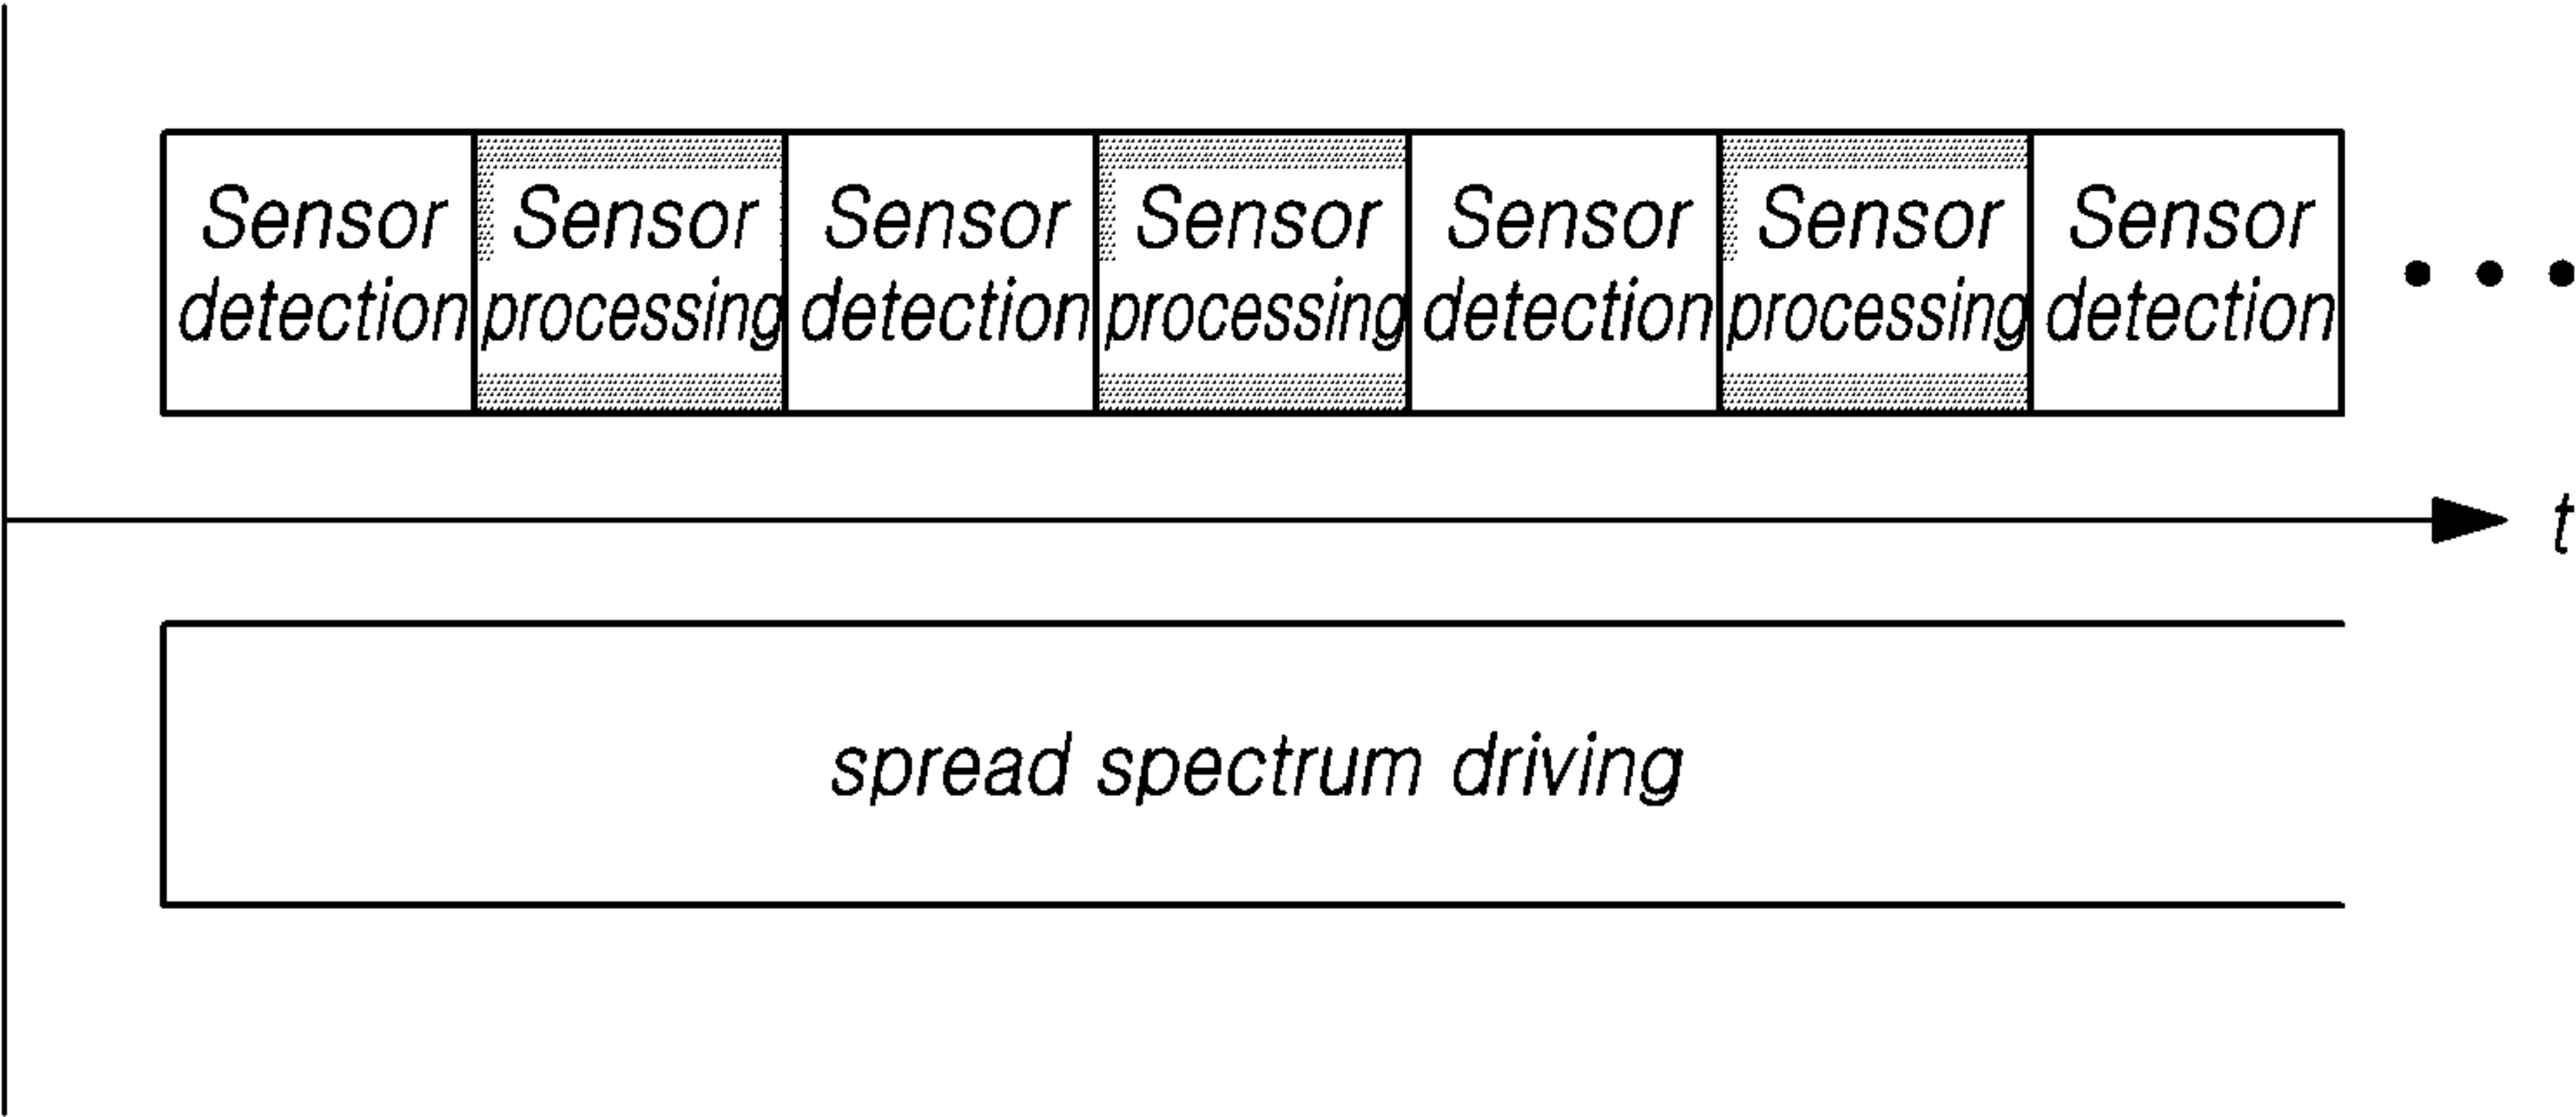 Sensor detection
Sensor processing
Sensor detection
Sensor processing
Sensor detection
Sensor processing
Sensor detection
• • •
t
spread spectrum driving